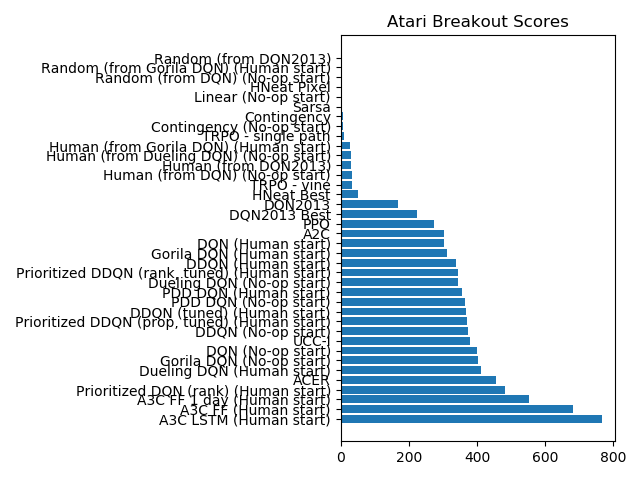 Atari Breakout Scores
Random (from DQN2013)
Random (from Gorila DQN) (Human start)
Random (from DQN) (No-op start)
HNeat Pixel
Linear (No-op start)
Sarsa
Contingency
Contingency (No-op start)
TRPO - single path
Human (from Gorila DQN) (Human start)
Human (from Dueling DQN) (No-op start)
Human (from DQN2013)
Human (from DQN) (No-op start)
TRPO - vine
HNeat Best
DQN2013
DQN2013 Best
PPO
A2C
DQN (Human start)
Gorila DQN (Human start)
DDQN (Human start)
Prioritized DDQN (rank, tuned) (Human start)
Dueling DQN (No-op start)
PDD DQN (Human start)
PDD DQN (No-op start)
DDQN (tuned) (Human start)
Prioritized DDQN (prop, tuned) (Human start)
DDQN (No-op start)
UCC-I
DQN (No-op start)
Gorila DQN (No-op start)
Dueling DQN (Human start)
ACER
Prioritized DQN (rank) (Human start)
A3C FF 1 day (Human start)
A3C FF (Human start)
A3C LSTM (Human start)
0 200 400 600 800